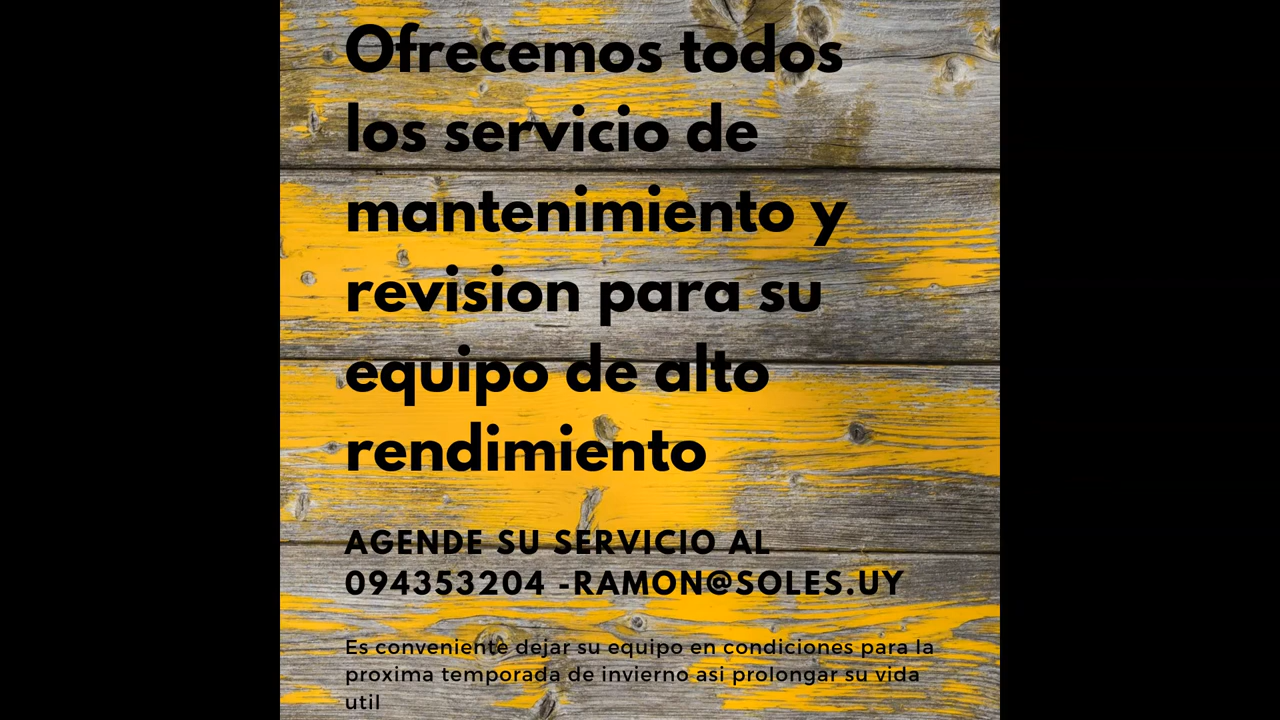 Ofrecemos todos
los servicio de
mantenimiento y
revision para su
equipo de alto
rendimiento
AGENDE SU SERVICIO AL
094353204 -RAMON@SOLES.UY
Es conveniente dejar su equipo en condiciones para la
proxima temporada de invierno asi prolongar su vida
util